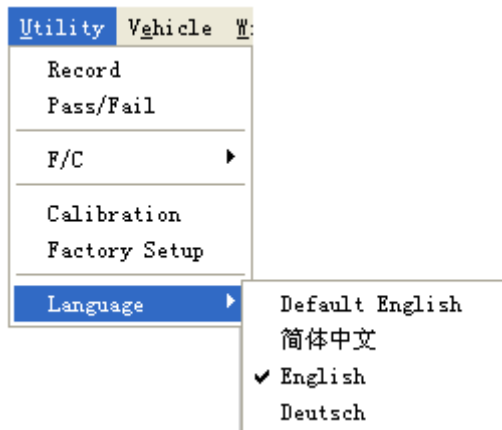 Utility Vehicle W
Record
Pass/Fail
F/C
Calibration
Factory Setup
Language
Default English
简体中文
English
Deutsch